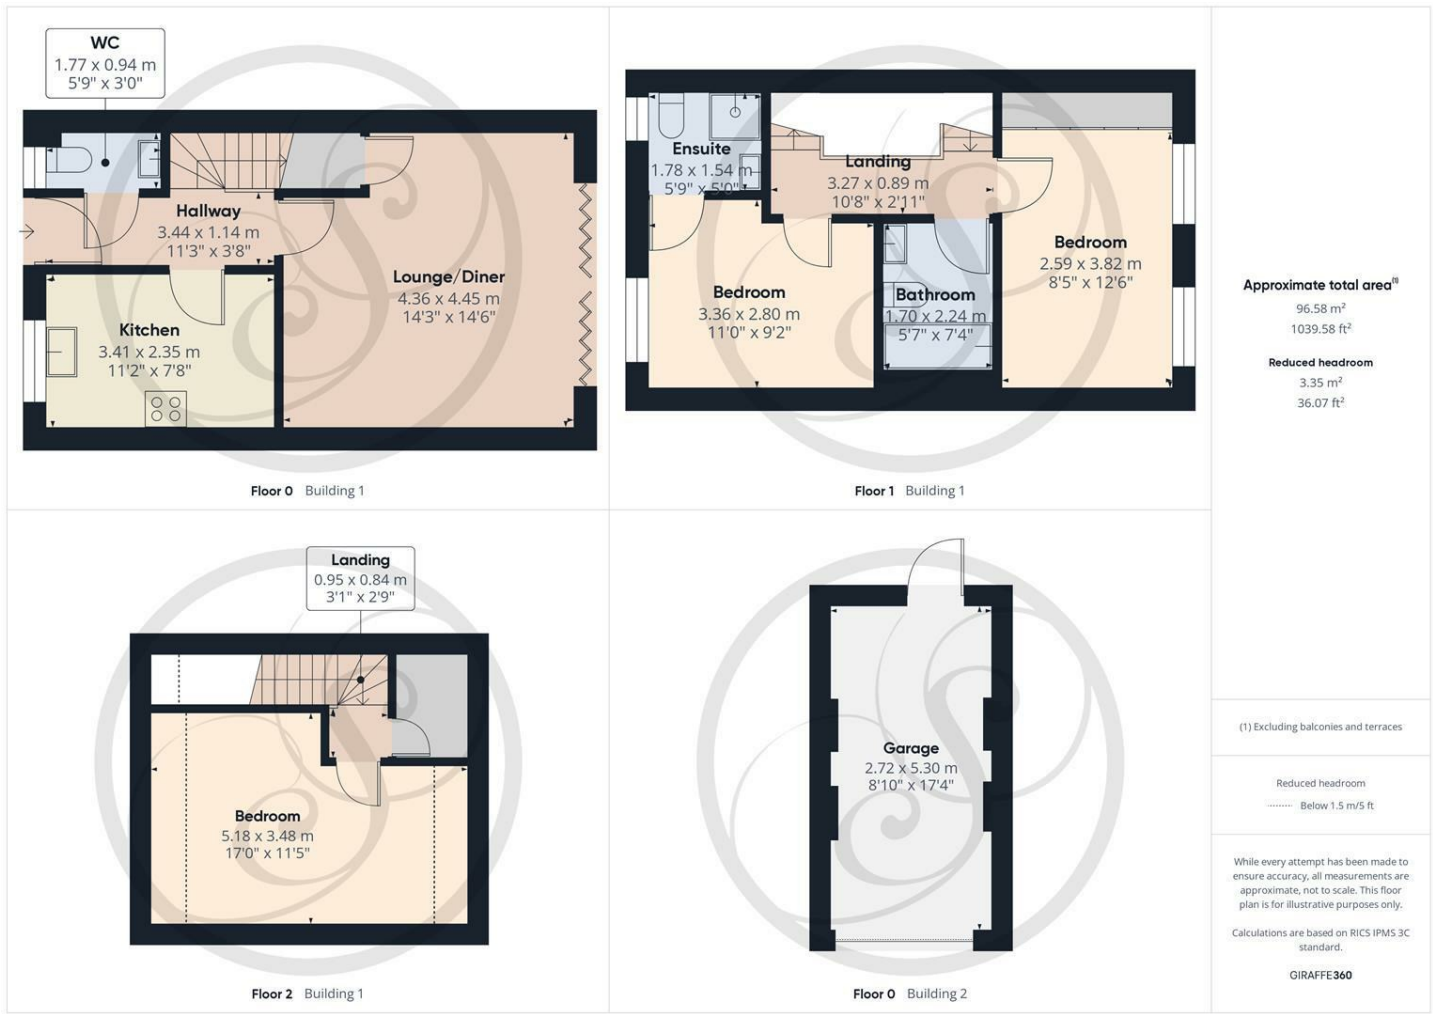 WC
1.77 x 0.94 m
5'9" x 3'0"
Hallway
3.44 x 1.14 m
11'3" x 3'8"
Lounge/Diner
4.36 x 4.45 m
14'3" x 14'6"
Kitchen
3.41 x 2.35 m
11'2" x 7'8"
Floor 0 Building 1
Ensuite
1.78 x 1.54 m
5'9" x 5'0"
Landing
3.27 x 0.89 m
10'8" x 2'11"
Bedroom
2.59 x 3.82 m
8'5" x 12'6"
Bedroom
3.36 x 2.80 m
11'0" x 9'2"
Bathroom
1.70 x 2.24 m
5'7" x 7'4"
Floor 1 Building 1
Landing
0.95 x 0.84 m
3'1" x 2'9"
Bedroom
5.18 x 3.48 m
17'0" x 11'5"
Floor 2 Building 1
Garage
2.72 x 5.30 m
8'10" x 17'4"
Floor 0 Building 2
Approximate total area(1)
96.58 m²
1039.58 ft²
Reduced headroom
3.35 m²
36.07 ft²
(1) Excluding balconies and terraces
Reduced headroom
Below 1.5 m/5 ft
While every attempt has been made to
ensure accuracy, all measurements are
approximate, not to scale. This floor
plan is for illustrative purposes only.
Calculations are based on RICS IPMS 3C
standard.
GIRAFFE360